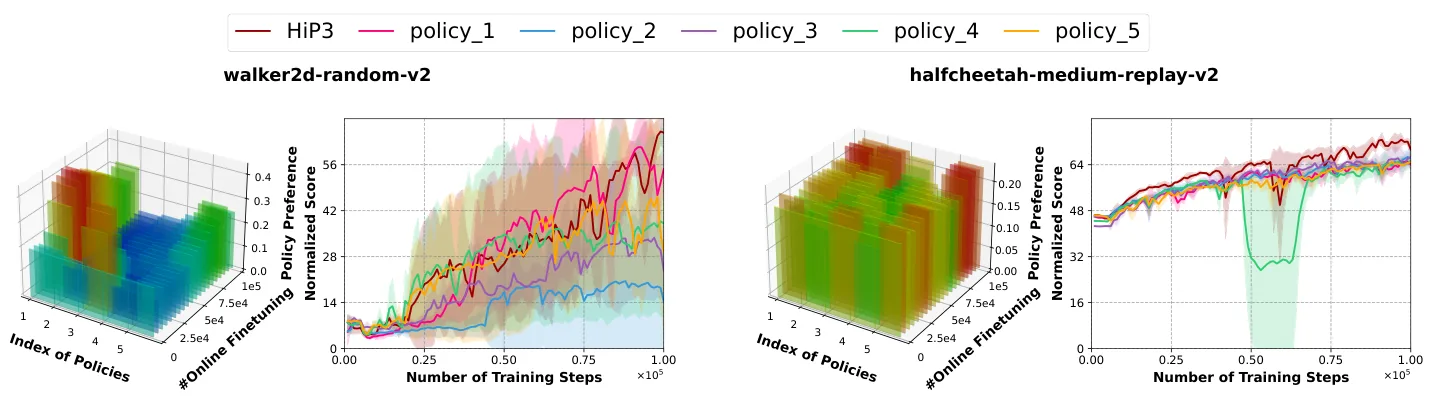 HiP3 policy_1 policy_2 policy_3 policy_4 policy_5
walker2d-random-v2
1 2 3 4 5
Index of Policies
0 2.5e4 5e4 7.5e4 1e5
#Online Finetuning
0.0 0.1 0.2 0.3 0.4
Policy Preference
0 14 28 42 56
Normalized Score
0.00 0.25 0.50 0.75 1.00
×10⁵
Number of Training Steps
halfcheetah-medium-replay-v2
1 2 3 4 5
Index of Policies
0 2.5e4 5e4 7.5e4 1e5
#Online Finetuning
0.00 0.05 0.10 0.15 0.20
Policy Preference
0 16 32 48 64
Normalized Score
0.00 0.25 0.50 0.75 1.00
×10⁵
Number of Training Steps